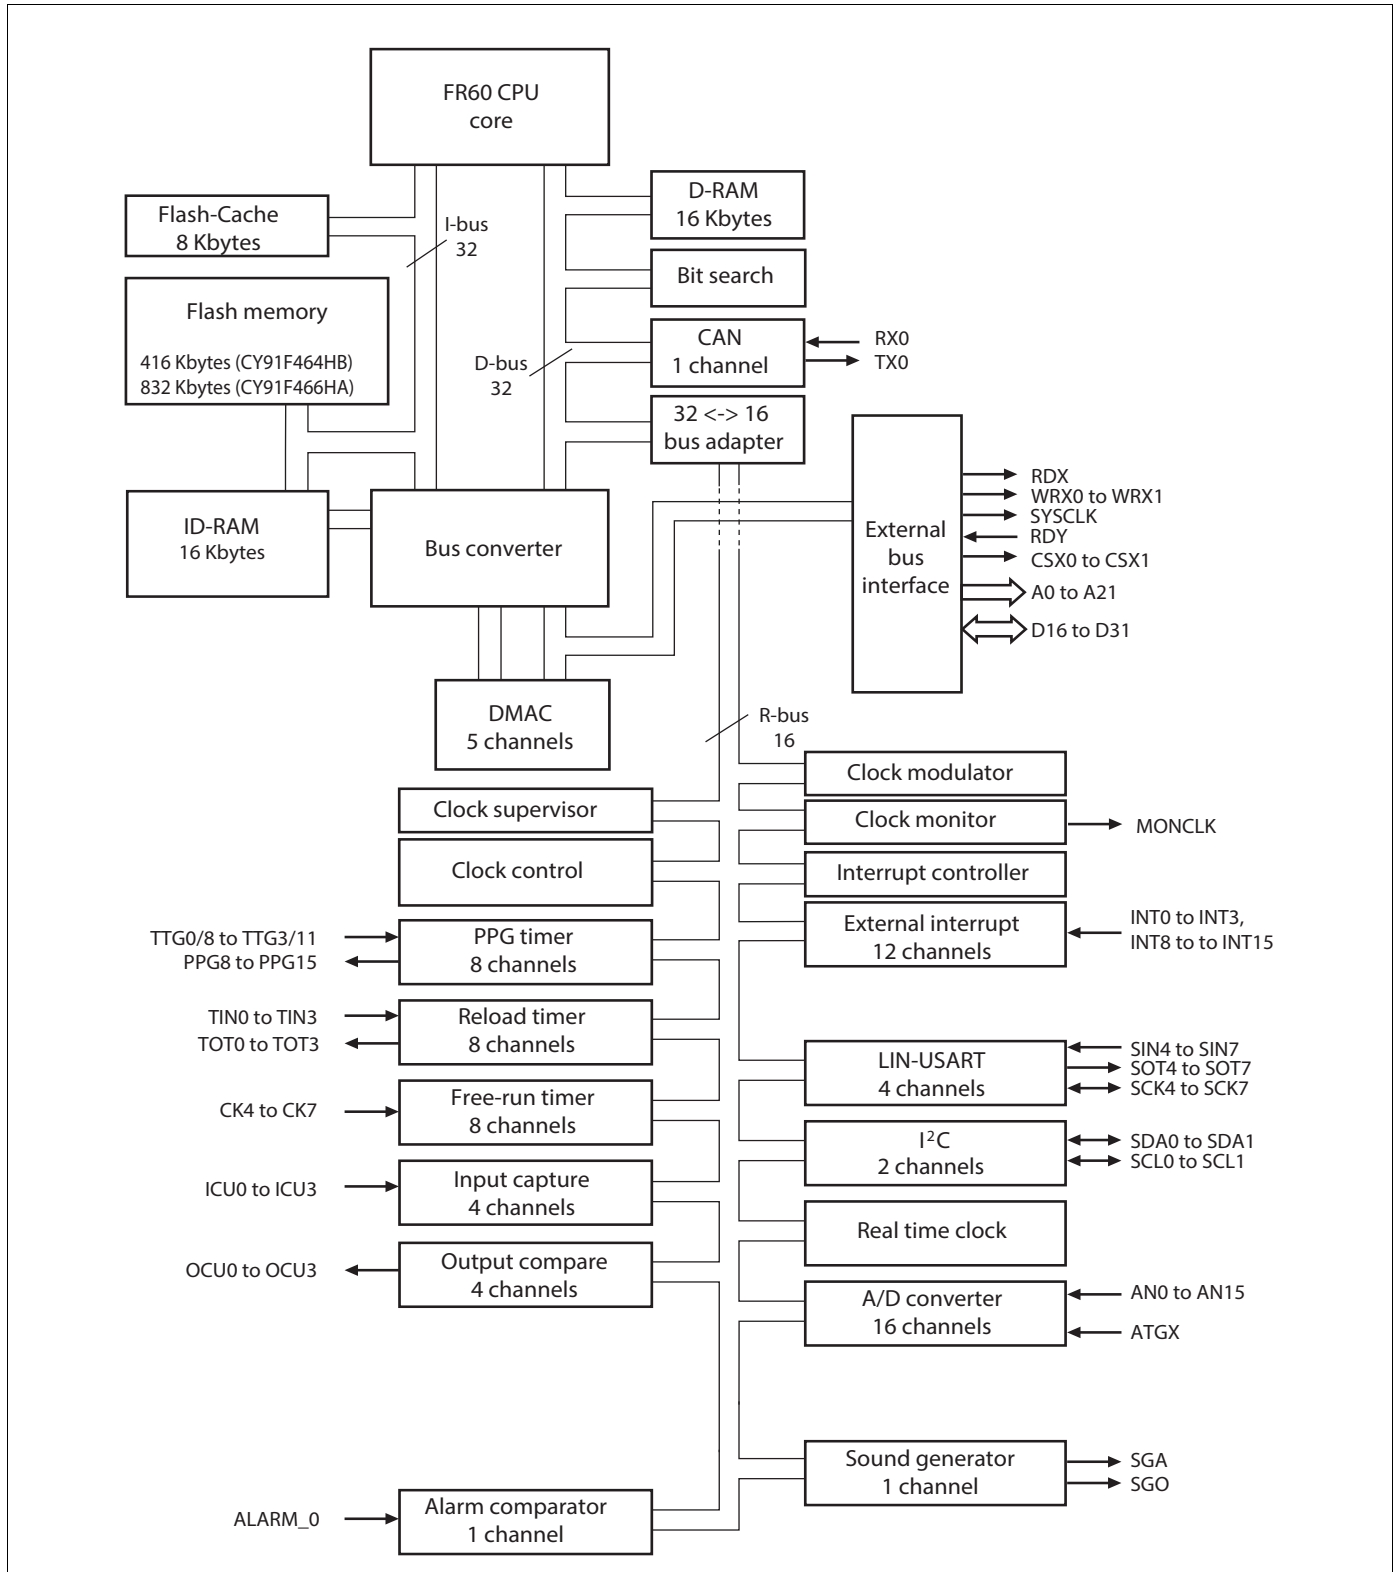 FR60 CPU
core
Flash-Cache
8 Kbytes
I-bus
32
D-RAM
16 Kbytes
Bit search
Flash memory
416 Kbytes (CY91F464HB)
832 Kbytes (CY91F466HA)
D-bus
32
CAN
1 channel
RX0
TX0
32 <-> 16
bus adapter
ID-RAM
16 Kbytes
Bus converter
External
bus
interface
RDX
WRX0 to WRX1
SYSCLK
RDY
CSX0 to CSX1
A0 to A21
D16 to D31
DMAC
5 channels
R-bus
16
Clock modulator
Clock supervisor
Clock monitor
MONCLK
Clock control
Interrupt controller
TTG0/8 to TTG3/11
PPG8 to PPG15
PPG timer
8 channels
External interrupt
12 channels
INT0 to INT3,
INT8 to to INT15
TIN0 to TIN3
TOT0 to TOT3
Reload timer
8 channels
LIN-USART
4 channels
SIN4 to SIN7
SOT4 to SOT7
SCK4 to SCK7
CK4 to CK7
Free-run timer
8 channels
I²C
2 channels
SDA0 to SDA1
SCL0 to SCL1
ICU0 to ICU3
Input capture
4 channels
Real time clock
OCU0 to OCU3
Output compare
4 channels
A/D converter
16 channels
AN0 to AN15
ATGX
Sound generator
1 channel
SGA
SGO
ALARM_0
Alarm comparator
1 channel